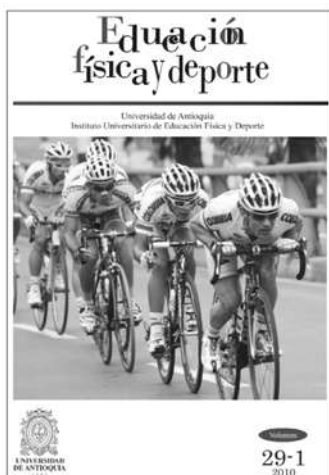 Educación
física y deporte
Universidad de Antioquia
Instituto Universitario de Educación Física y Deporte
COLOMBIA
UNIVERSIDAD
DE ANTIOQUIA
Volumen
29-1
2010